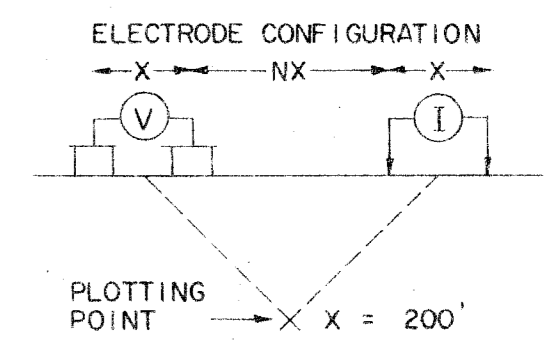 ELECTRODE CONFIGURATION
X NX X
V I
PLOTTING
POINT X X = 200'